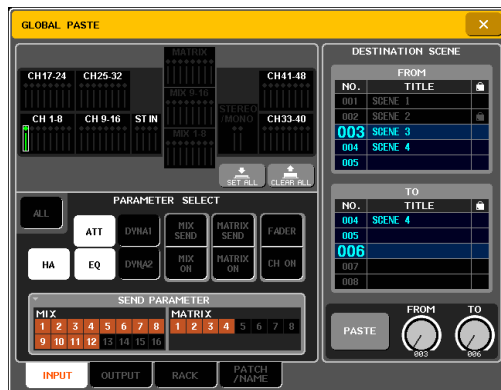 GLOBAL PASTE
×
MATRIX
CH17-24 CH25-32 MIX 9-16 CH41-48
STEREO
/MONO
CH 1-8 CH 9-16 ST IN MIX 1-8 CH33-40
SET ALL CLEAR ALL
PARAMETER SELECT
ALL
ATT DYNA1 MIX SEND MATRIX SEND FADER
HA EQ DYNA2 MIX ON MATRIX ON CH ON
SEND PARAMETER
MIX MATRIX
1 2 3 4 5 6 7 8 1 2 3 4 5 6 7 8
9 10 11 12 13 14 15 16
INPUT OUTPUT RACK PATCH /NAME
DESTINATION SCENE
FROM
NO. TITLE
001 SCENE 1
002 SCENE 2
003 SCENE 3
004 SCENE 4
005
TO
NO. TITLE
004 SCENE 4
005
006
007
008
PASTE FROM TO
003 006